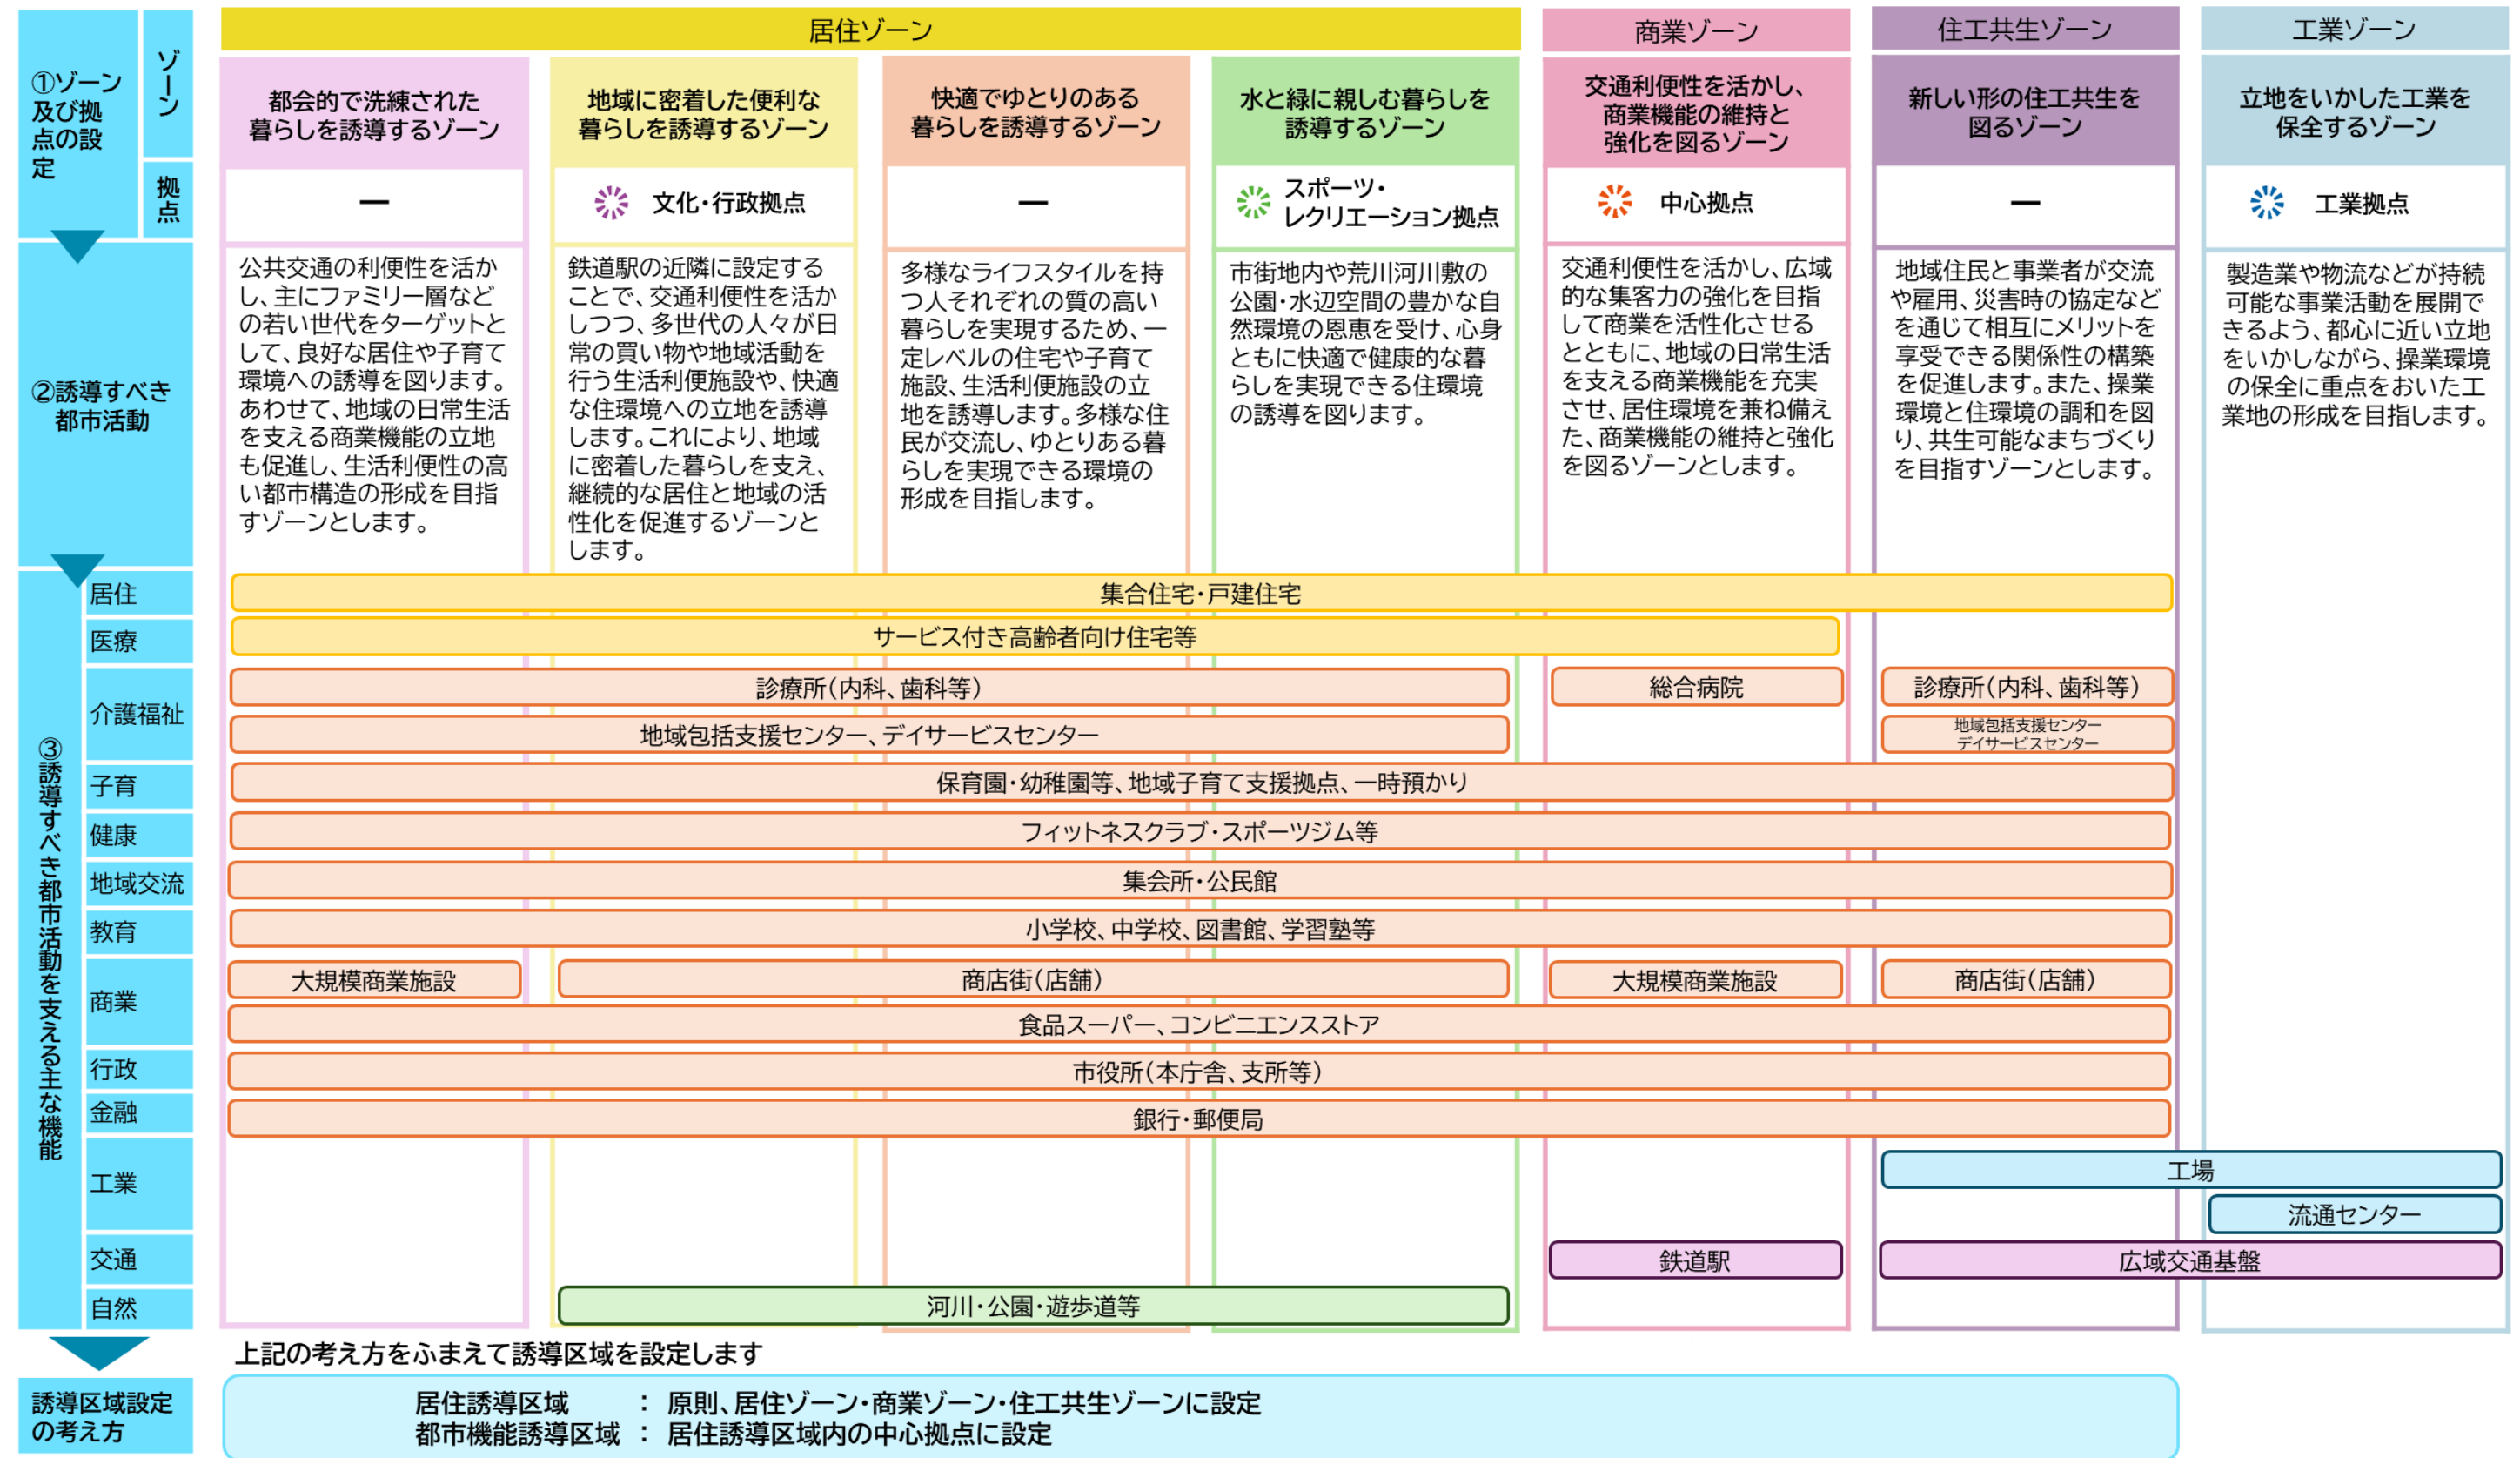 ①ゾーン
及び拠
点の設
定
ゾーン
拠点
居住ゾーン
商業ゾーン
住工共生ゾーン
工業ゾーン
都会的で洗練された
暮らしを誘導するゾーン
地域に密着した便利な
暮らしを誘導するゾーン
快適でゆとりのある
暮らしを誘導するゾーン
水と緑に親しむ暮らしを
誘導するゾーン
交通利便性を活かし、
商業機能の維持と
強化を図るゾーン
新しい形の住工共生を
図るゾーン
立地をいかした工業を
保全するゾーン
ー
文化・行政拠点
ー
スポーツ・
レクリエーション拠点
中心拠点
ー
工業拠点
②誘導すべき
都市活動
公共交通の利便性を活か
し、主にファミリー層など
の若い世代をターゲットと
して、良好な居住や子育て
環境への誘導を図ります。
あわせて、地域の日常生活
を支える商業機能の立地
も促進し、生活利便性の高
い都市構造の形成を目指
すゾーンとします。
鉄道駅の近隣に設定する
ことで、交通利便性を活か
しつつ、多世代の人々が日
常の買い物や地域活動を
行う生活利便施設や、快適
な住環境への立地を誘導
します。これにより、地域
に密着した暮らしを支え、
継続的な居住と地域の活
性化を促進するゾーンと
します。
多様なライフスタイルを持
つ人それぞれの質の高い
暮らしを実現するため、一
定レベルの住宅や子育て
施設、生活利便施設の立
地を誘導します。多様な住
民が交流し、ゆとりある暮
らしを実現できる環境の
形成を目指します。
市街地内や荒川河川敷の
公園・水辺空間の豊かな自
然環境の恩恵を受け、心身
ともに快適で健康的な暮
らしを実現できる住環境
の誘導を図ります。
交通利便性を活かし、広域
的な集客力の強化を目指
して商業を活性化させる
とともに、地域の日常生活
を支える商業機能を充実
させ、居住環境を兼ね備え
た、商業機能の維持と強化
を図るゾーンとします。
地域住民と事業者が交流
や雇用、災害時の協定など
を通じて相互にメリットを
享受できる関係性の構築
を促進します。また、操業
環境と住環境の調和を図
り、共生可能なまちづくり
を目指すゾーンとします。
製造業や物流などが持続
可能な事業活動を展開で
きるよう、都心に近い立地
をいかしながら、操業環境
の保全に重点をおいた工
業地の形成を目指します。
③誘導すべき都市活動を支える主な機能
居住
集合住宅・戸建住宅
医療
サービス付き高齢者向け住宅等
介護福祉
診療所(内科、歯科等)
総合病院
診療所(内科、歯科等)
地域包括支援センター、デイサービスセンター
地域包括支援センター
デイサービスセンター
子育
保育園・幼稚園等、地域子育て支援拠点、一時預かり
健康
フィットネスクラブ・スポーツジム等
地域交流
集会所・公民館
教育
小学校、中学校、図書館、学習塾等
商業
大規模商業施設
商店街(店舗)
大規模商業施設
商店街(店舗)
食品スーパー、コンビニエンスストア
行政
市役所(本庁舎、支所等)
金融
銀行・郵便局
工業
工場
流通センター
交通
鉄道駅
広域交通基盤
自然
河川・公園・遊歩道等
上記の考え方をふまえて誘導区域を設定します
誘導区域設定
の考え方
居住誘導区域 : 原則、居住ゾーン・商業ゾーン・住工共生ゾーンに設定
都市機能誘導区域 : 居住誘導区域内の中心拠点に設定